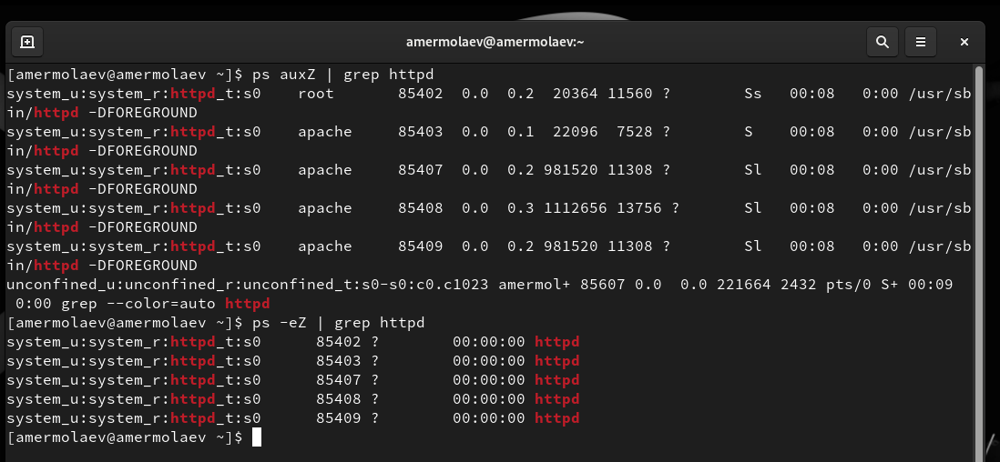 amermolaev@amermolaev:~
[amermolaev@amermolaev ~]$ ps auxZ | grep httpd
system_u:system_r:httpd_t:s0    root       85402  0.0  0.2  20364 11560 ?        Ss   00:08   0:00 /usr/sb
in/httpd -DFOREGROUND
system_u:system_r:httpd_t:s0    apache     85403  0.0  0.1  22096  7528 ?        S    00:08   0:00 /usr/sb
in/httpd -DFOREGROUND
system_u:system_r:httpd_t:s0    apache     85407  0.0  0.2 981520 11308 ?        Sl   00:08   0:00 /usr/sb
in/httpd -DFOREGROUND
system_u:system_r:httpd_t:s0    apache     85408  0.0  0.3 1112656 13756 ?       Sl   00:08   0:00 /usr/sb
in/httpd -DFOREGROUND
system_u:system_r:httpd_t:s0    apache     85409  0.0  0.2 981520 11308 ?        Sl   00:08   0:00 /usr/sb
in/httpd -DFOREGROUND
unconfined_u:unconfined_r:unconfined_t:s0-s0:c0.c1023 amermol+ 85607 0.0  0.0 221664 2432 pts/0 S+ 00:09
 0:00 grep --color=auto httpd
[amermolaev@amermolaev ~]$ ps -eZ | grep httpd
system_u:system_r:httpd_t:s0      85402 ?        00:00:00 httpd
system_u:system_r:httpd_t:s0      85403 ?        00:00:00 httpd
system_u:system_r:httpd_t:s0      85407 ?        00:00:00 httpd
system_u:system_r:httpd_t:s0      85408 ?        00:00:00 httpd
system_u:system_r:httpd_t:s0      85409 ?        00:00:00 httpd
[amermolaev@amermolaev ~]$